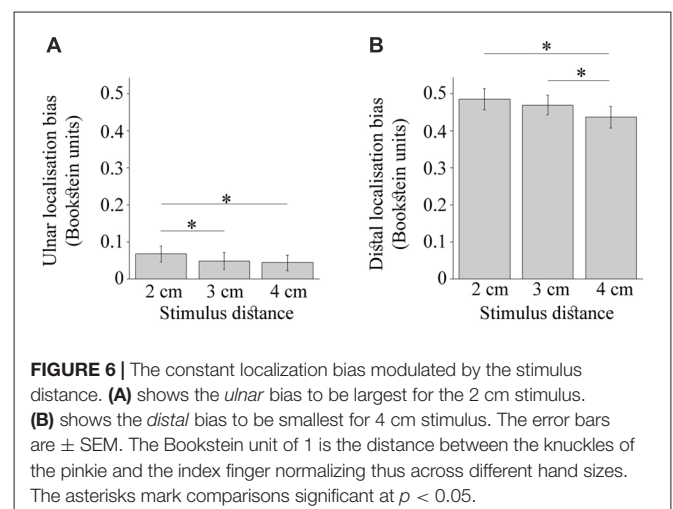 A
B
*
*
*
*
Ulnar localisation bias
(Bookstein units)
0.5
0.4
0.3
0.2
0.1
0
2 cm 3 cm 4 cm
Stimulus distance
Distal localisation bias
(Bookstein units)
0.5
0.4
0.3
0.2
0.1
0
2 cm 3 cm 4 cm
Stimulus distance
FIGURE 6 | The constant localization bias modulated by the stimulus
distance. (A) shows the ulnar bias to be largest for the 2 cm stimulus.
(B) shows the distal bias to be smallest for 4 cm stimulus. The error bars
are ± SEM. The Bookstein unit of 1 is the distance between the knuckles of
the pinkie and the index finger normalizing thus across different hand sizes.
The asterisks mark comparisons significant at p < 0.05.